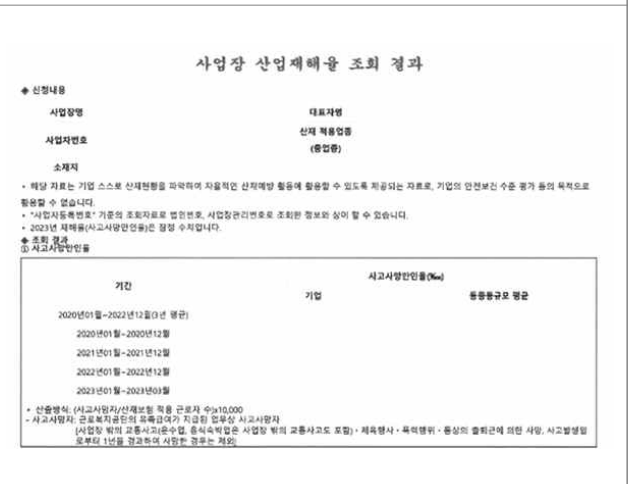 사업장 산업재해율 조회 결과
◈ 신청내용
사업장명 대표자명
사업자번호 산재 적용업종
(중업종)
소재지
• 해당 자료는 기업 스스로 산재현황을 파악하여 자율적인 산재예방 활동에 활용할 수 있도록 제공되는 자료로, 기업의 안전보건 수준 평가 등의 목적으로
활용할 수 없습니다.
• "사업자등록번호" 기준의 조회자료로 법인번호, 사업장관리번호로 조회한 정보와 상이 할 수 있습니다.
• 2023년 재해율(사고사망만인율)은 잠정 수치입니다.
◈ 조회 결과
① 사고사망만인율
기간 사고사망만인율(‱)
기업 동종동규모 평균
2020년01월~2022년12월(3년 평균)
2020년01월~2020년12월
2021년01월~2021년12월
2022년01월~2022년12월
2023년01월~2023년03월
• 산출방식: (사고사망자/산재보험 적용 근로자 수)x10,000
- 사고사망자: 근로복지공단의 유족급여가 지급된 업무상 사고사망자
(사업장 밖의 교통사고(운수업, 음식숙박업은 사업장 밖의 교통사고도 포함)・체육행사・폭력행위・통상의 출퇴근에 의한 사망, 사고발생일
로부터 1년을 경과하여 사망한 경우는 제외)